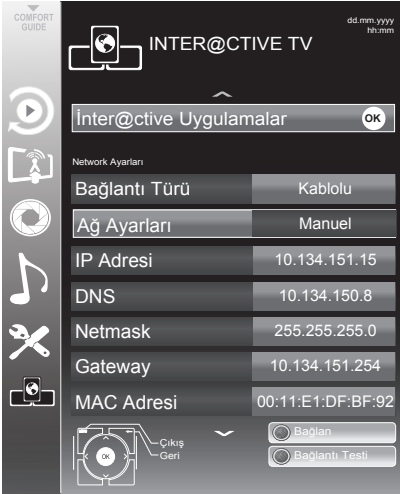 COMFORT
GUIDE
INTER@CTIVE TV
dd.mm.yyyy
hh:mm
İnter@ctive Uygulamalar OK
Network Ayarları
Bağlantı Türü Kablolu
Ağ Ayarları Manuel
IP Adresi 10.134.151.15
DNS 10.134.150.8
Netmask 255.255.255.0
Gateway 10.134.151.254
MAC Adresi 00:11:E1:DF:BF:92
OK
Çıkış
Geri
Bağlan
Bağlantı Testi